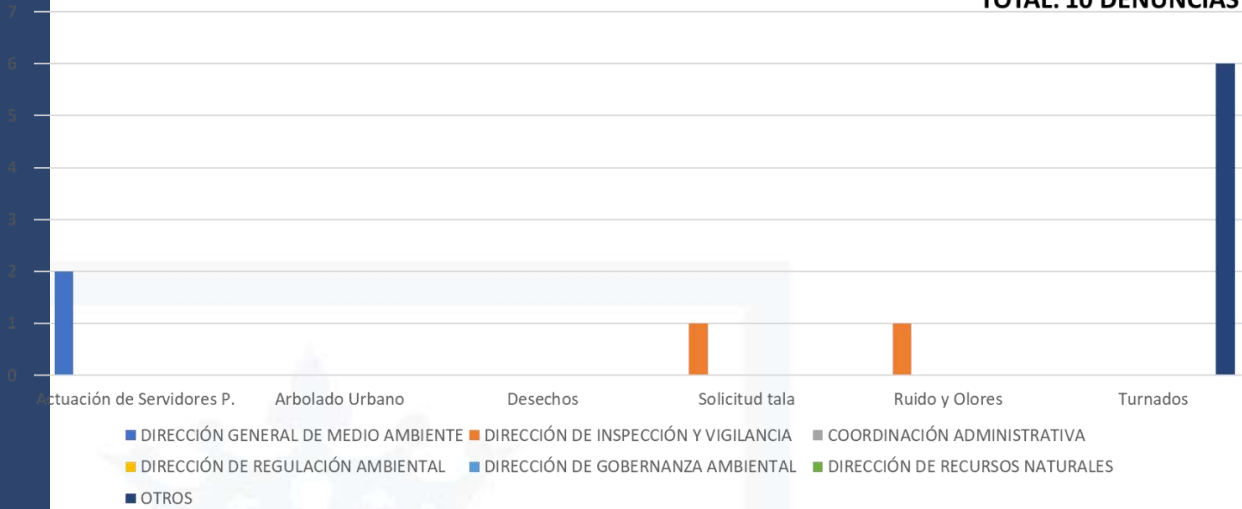 TOTAL: 10 DENUNCIAS
7
6
5
4
3
2
1
0
Actuación de Servidores P. Arbolado Urbano Desechos Solicitud tala Ruido y Olores Turnados
DIRECCIÓN GENERAL DE MEDIO AMBIENTE DIRECCIÓN DE INSPECCIÓN Y VIGILANCIA COORDINACIÓN ADMINISTRATIVA
DIRECCIÓN DE REGULACIÓN AMBIENTAL DIRECCIÓN DE GOBERNANZA AMBIENTAL DIRECCIÓN DE RECURSOS NATURALES
OTROS